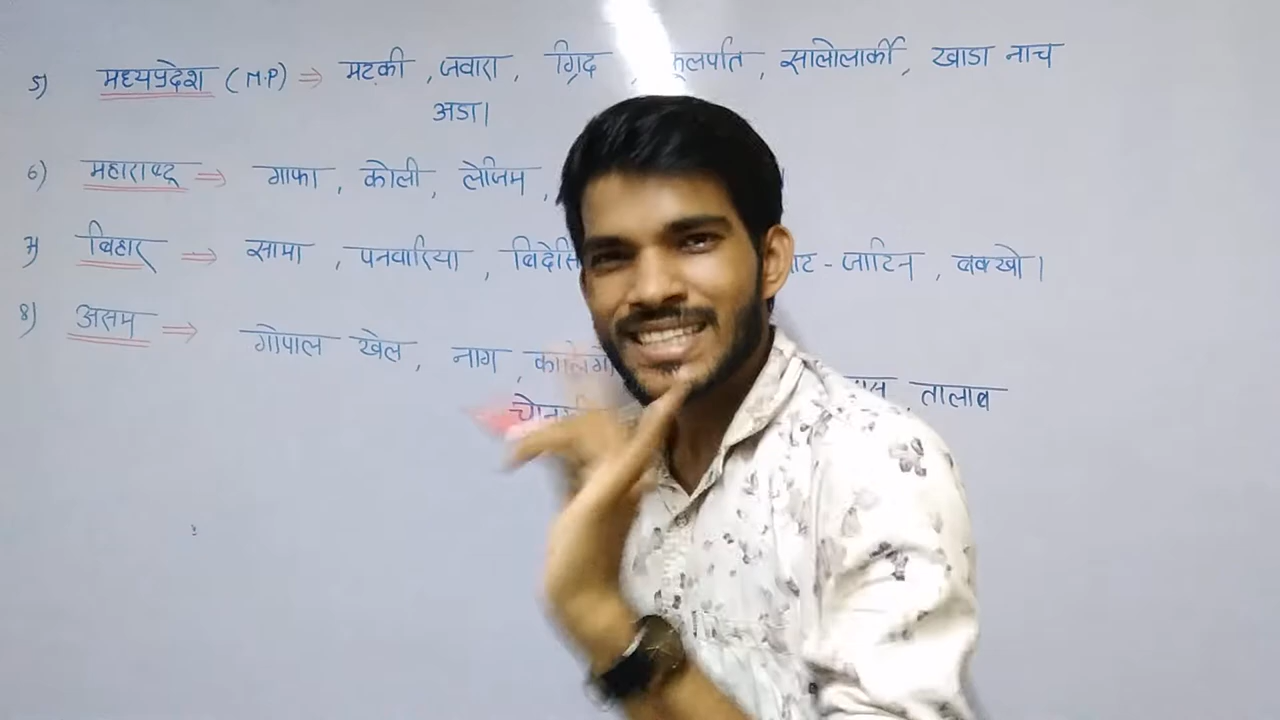 5) मध्यप्रदेश (M.P) ⇒ मटकी , जवारा , ग्रिद , फूलपति , सालोलार्की , खाडा नाच
अडा।
6) महाराष्ट्र ⇒ गाफा , कोली , लेजिम ,
7) बिहार ⇒ सामा , पनवारिया , जाटिन , बक्खो।
8) असम ⇒ गोपाल खेल , नाग ,
तालाब